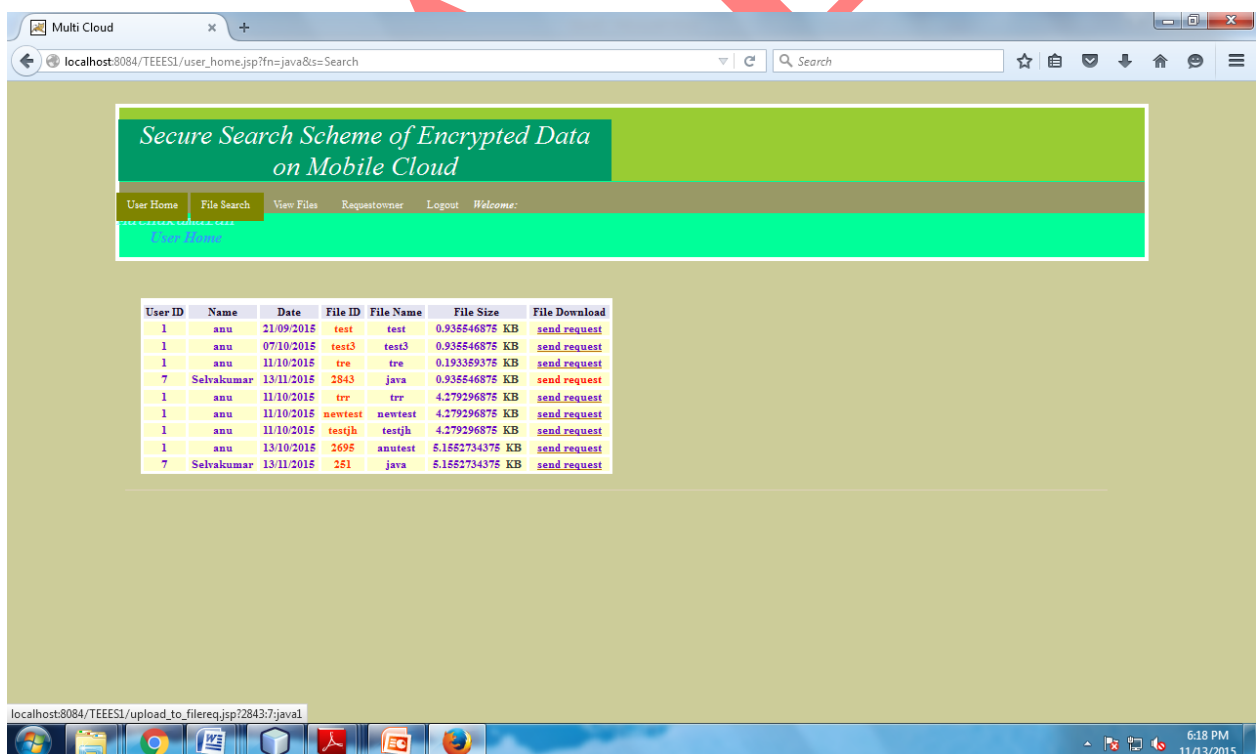 Multi Cloud
localhost:8084/TEEES1/user_home.jsp?fn=java&s=Search
Search
Secure Search Scheme of Encrypted Data
on Mobile Cloud
User Home File Search View Files Requestowner Logout Welcome:
User Home
User ID Name Date File ID File Name File Size File Download
1 anu 21/09/2015 test test 0.935546875 KB send request
1 anu 07/10/2015 test3 test3 0.935546875 KB send request
1 anu 11/10/2015 tre tre 0.193359375 KB send request
7 Selvakumar 13/11/2015 2843 java 0.935546875 KB send request
1 anu 11/10/2015 trr trr 4.279296875 KB send request
1 anu 11/10/2015 newtest newtest 4.279296875 KB send request
1 anu 11/10/2015 testjh testjh 4.279296875 KB send request
1 anu 13/10/2015 2695 anutest 5.1552734375 KB send request
7 Selvakumar 13/11/2015 251 java 5.1552734375 KB send request
localhost:8084/TEEES1/upload_to_filereq.jsp?2843:7:java1
6:18 PM
11/13/2015